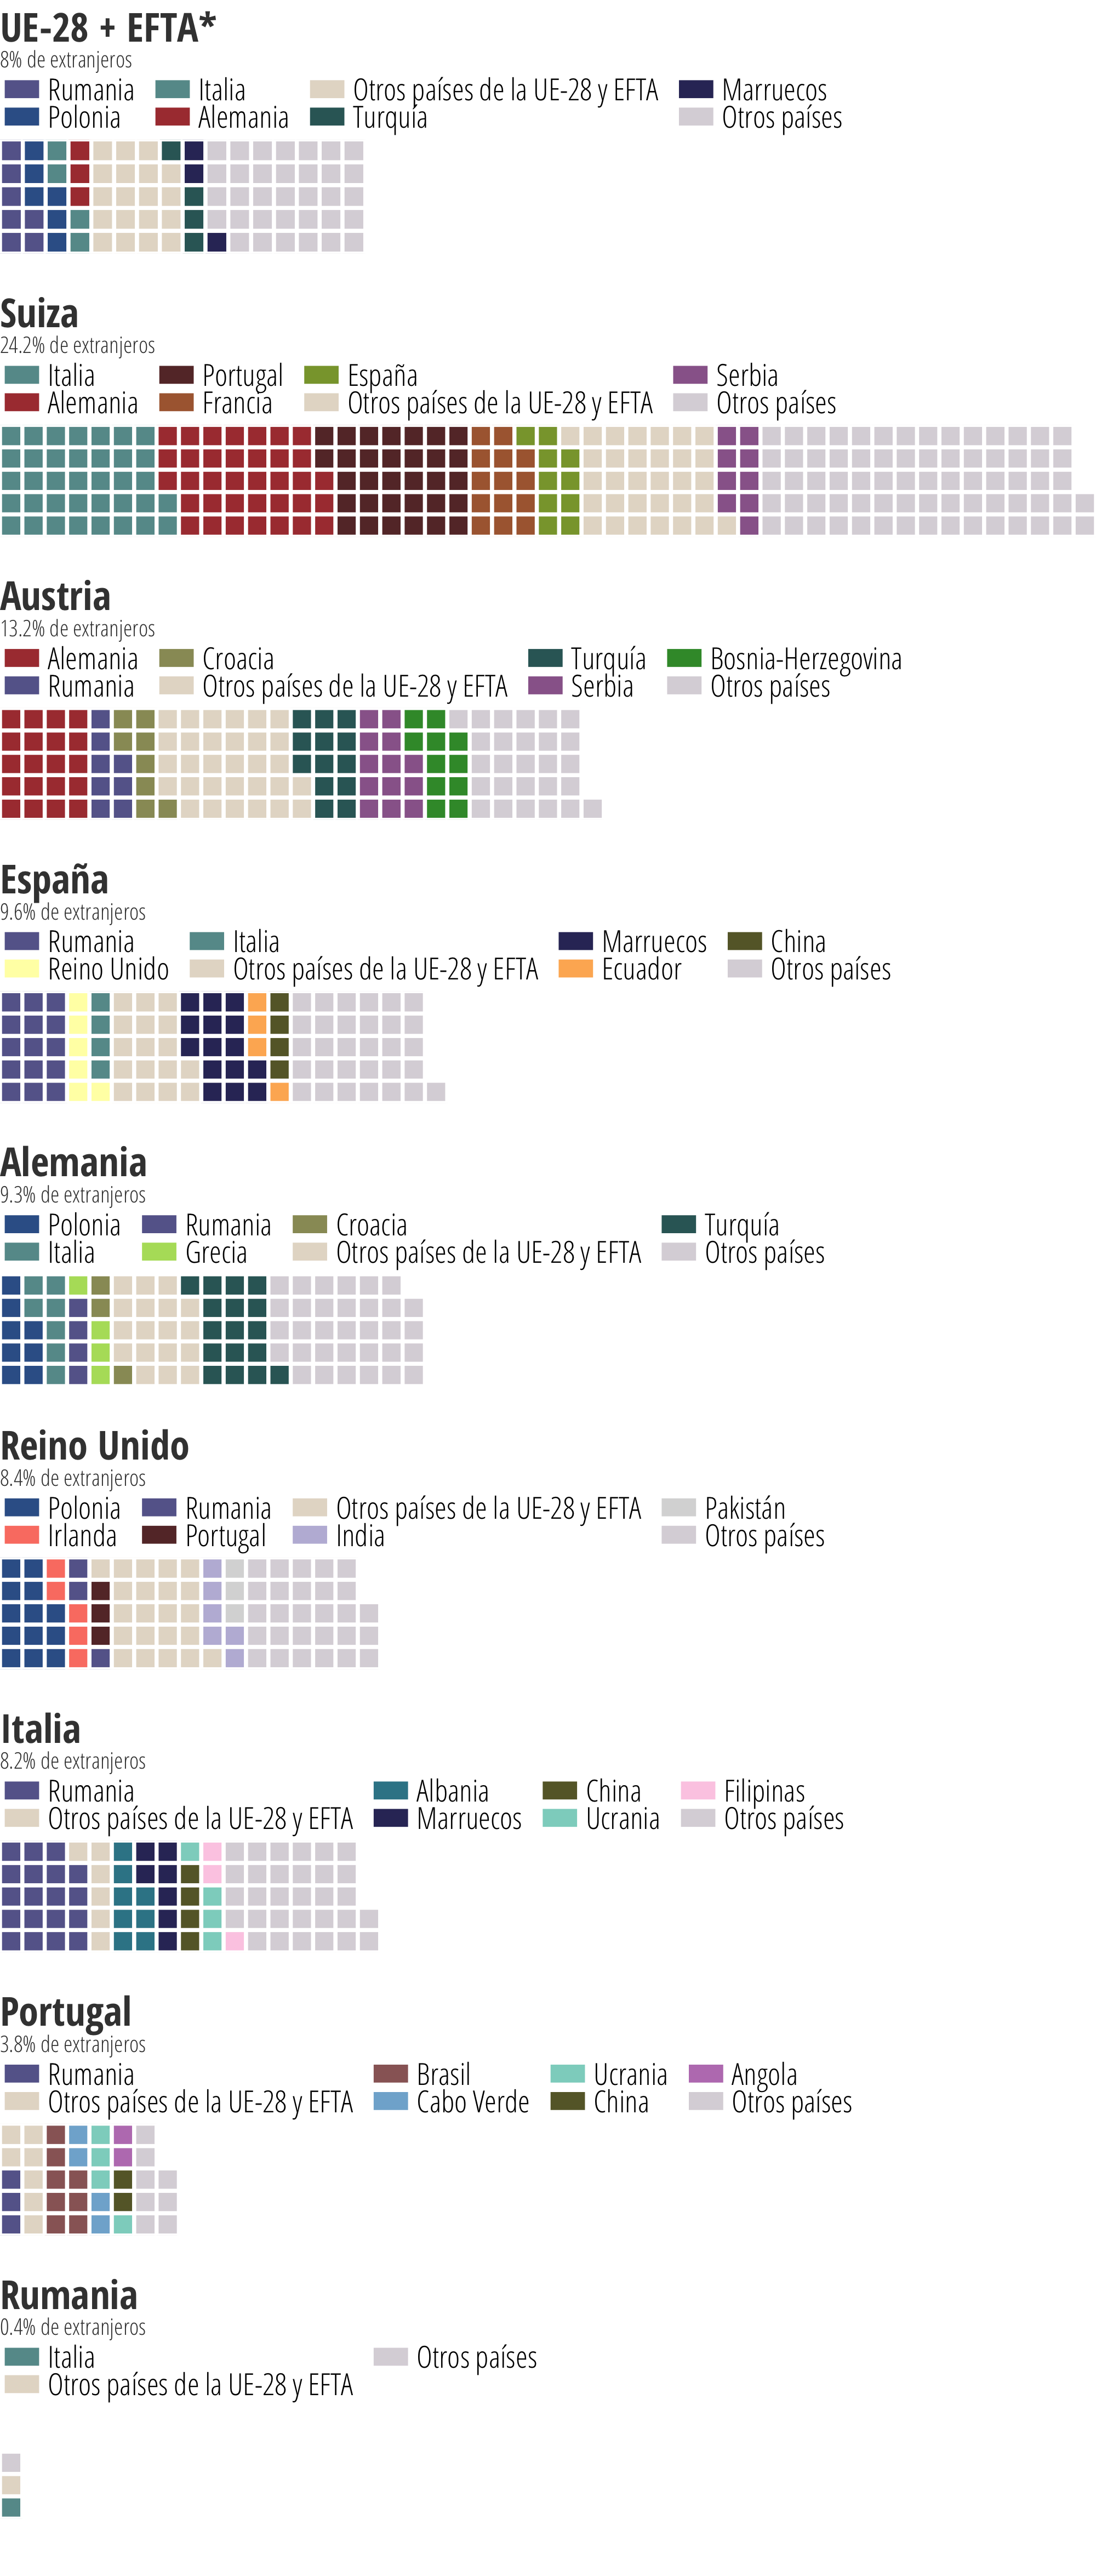 UE-28 + EFTA*
8% de extranjeros
Rumania Italia Otros países de la UE-28 y EFTA Marruecos
Polonia Alemania Turquía Otros países
Suiza
24.2% de extranjeros
Italia Portugal España Serbia
Alemania Francia Otros países de la UE-28 y EFTA Otros países
Austria
13.2% de extranjeros
Alemania Croacia Turquía Bosnia-Herzegovina
Rumania Otros países de la UE-28 y EFTA Serbia Otros países
España
9.6% de extranjeros
Rumania Italia Marruecos China
Reino Unido Otros países de la UE-28 y EFTA Ecuador Otros países
Alemania
9.3% de extranjeros
Polonia Rumania Croacia Turquía
Italia Grecia Otros países de la UE-28 y EFTA Otros países
Reino Unido
8.4% de extranjeros
Polonia Rumania Otros países de la UE-28 y EFTA Pakistán
Irlanda Portugal India Otros países
Italia
8.2% de extranjeros
Rumania Albania China Filipinas
Otros países de la UE-28 y EFTA Marruecos Ucrania Otros países
Portugal
3.8% de extranjeros
Rumania Brasil Ucrania Angola
Otros países de la UE-28 y EFTA Cabo Verde China Otros países
Rumania
0.4% de extranjeros
Italia Otros países
Otros países de la UE-28 y EFTA